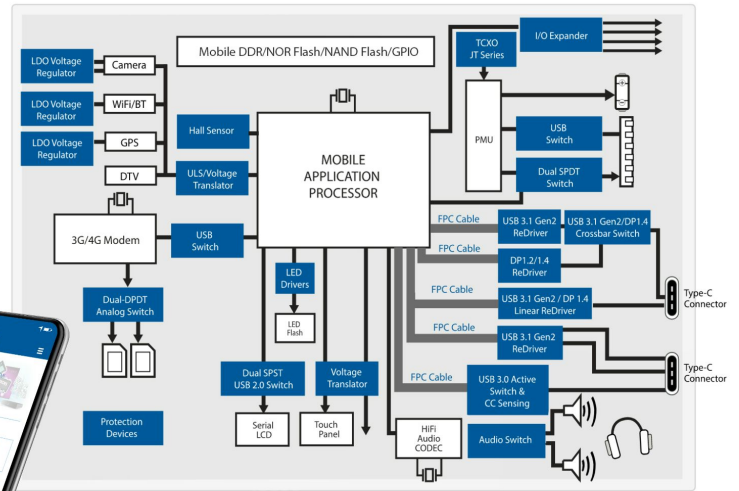 Mobile DDR/NOR Flash/NAND Flash/GPIO
TCXO
JT Series
I/O Expander
LDO Voltage
Regulator
Camera
LDO Voltage
Regulator
WiFi/BT
LDO Voltage
Regulator
GPS
DTV
Hall Sensor
ULS/Voltage
Translator
MOBILE
APPLICATION
PROCESSOR
PMU
USB
Switch
Dual SPDT
Switch
3G/4G Modem
USB
Switch
FPC Cable
USB 3.1 Gen2
ReDriver
USB 3.1 Gen2/DP1.4
Crossbar Switch
FPC Cable
DP1.2/1.4
ReDriver
FPC Cable
USB 3.1 Gen2 / DP 1.4
Linear ReDriver
Type-C
Connector
FPC Cable
USB 3.1 Gen2
ReDriver
Type-C
Connector
FPC Cable
USB 3.0 Active
Switch &
CC Sensing
Dual-DPDT
Analog Switch
LED
Drivers
LED
Flash
Dual SPST
USB 2.0 Switch
Voltage
Translator
Serial
LCD
Touch
Panel
HiFi
Audio
CODEC
Audio Switch
Protection
Devices